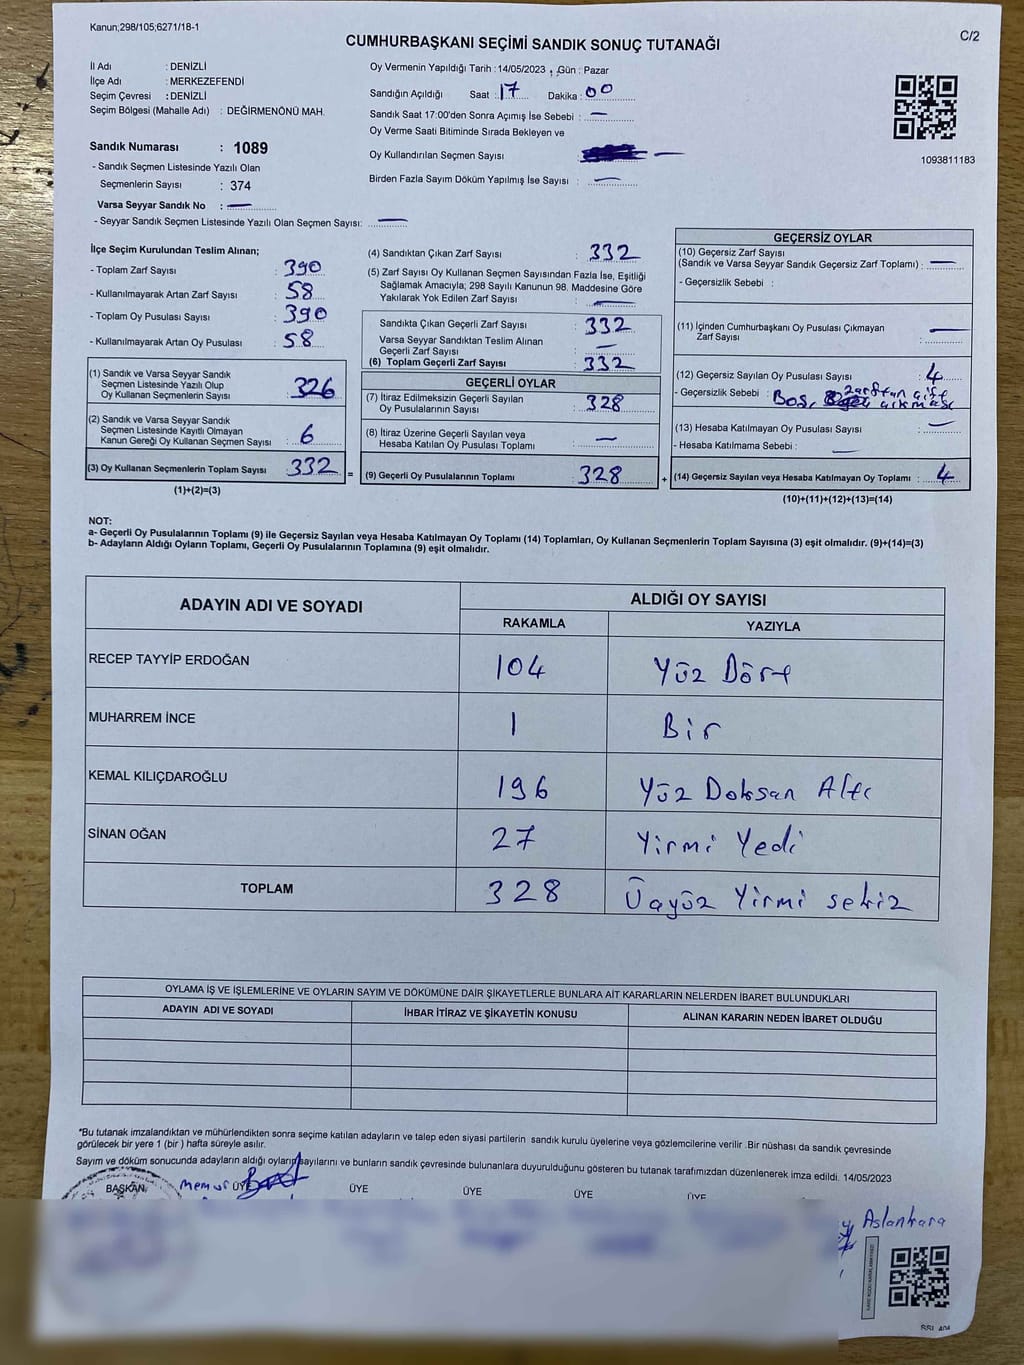 Kanun;298/105;6271/18-1
C/2
CUMHURBAŞKANI SEÇİMİ SANDIK SONUÇ TUTANAĞI
İl Adı : DENİZLİ
İlçe Adı : MERKEZEFENDİ
Seçim Çevresi : DENİZLİ
Seçim Bölgesi (Mahalle Adı) : DEĞİRMENÖNÜ MAH.
Sandık Numarası : 1089
- Sandık Seçmen Listesinde Yazılı Olan
Seçmenlerin Sayısı : 374
Varsa Seyyar Sandık No : —
- Seyyar Sandık Seçmen Listesinde Yazılı Olan Seçmen Sayısı: —
Oy Vermenin Yapıldığı Tarih : 14/05/2023 , Gün : Pazar
Sandığın Açıldığı Saat : 17 Dakika : 00
Sandık Saat 17:00'den Sonra Açımış İse Sebebi : —
Oy Verme Saati Bitiminde Sırada Bekleyen ve
Oy Kullandırılan Seçmen Sayısı : —
Birden Fazla Sayım Döküm Yapılmış İse Sayısı : —
1093811183
İlçe Seçim Kurulundan Teslim Alınan;
- Toplam Zarf Sayısı : 390
- Kullanılmayarak Artan Zarf Sayısı : 58
- Toplam Oy Pusulası Sayısı : 390
- Kullanılmayarak Artan Oy Pusulası : 58
(1) Sandık ve Varsa Seyyar Sandık
Seçmen Listesinde Yazılı Olup
Oy Kullanan Seçmenlerin Sayısı : 326
(2) Sandık ve Varsa Seyyar Sandık
Seçmen Listesinde Kayıtlı Olmayan
Kanun Gereği Oy Kullanan Seçmen Sayısı : 6
(3) Oy Kullanan Seçmenlerin Toplam Sayısı : 332
(1)+(2)=(3)
(4) Sandıktan Çıkan Zarf Sayısı : 332
(5) Zarf Sayısı Oy Kullanan Seçmen Sayısından Fazla İse, Eşitliği
Sağlamak Amacıyla; 298 Sayılı Kanunun 98. Maddesine Göre
Yakılarak Yok Edilen Zarf Sayısı : —
Sandıkta Çıkan Geçerli Zarf Sayısı : 332
Varsa Seyyar Sandıktan Teslim Alınan
Geçerli Zarf Sayısı : —
(6) Toplam Geçerli Zarf Sayısı : 332
GEÇERLİ OYLAR
(7) İtiraz Edilmeksizin Geçerli Sayılan
Oy Pusulalarının Sayısı : 328
(8) İtiraz Üzerine Geçerli Sayılan veya
Hesaba Katılan Oy Pusulası Toplamı : —
= (9) Geçerli Oy Pusulalarının Toplamı : 328
GEÇERSİZ OYLAR
(10) Geçersiz Zarf Sayısı
(Sandık ve Varsa Seyyar Sandık Geçersiz Zarf Toplamı) : —
- Geçersizlik Sebebi :
(11) İçinden Cumhurbaşkanı Oy Pusulası Çıkmayan
Zarf Sayısı : —
(12) Geçersiz Sayılan Oy Pusulası Sayısı : 4
- Geçersizlik Sebebi : Boş, zarftan çift
çıkması
(13) Hesaba Katılmayan Oy Pusulası Sayısı : —
- Hesaba Katılmama Sebebi : —
+ (14) Geçersiz Sayılan veya Hesaba Katılmayan Oy Toplamı : 4
(10)+(11)+(12)+(13)=(14)
NOT:
a- Geçerli Oy Pusulalarının Toplamı (9) ile Geçersiz Sayılan veya Hesaba Katılmayan Oy Toplamı (14) Toplamları, Oy Kullanan Seçmenlerin Toplam Sayısına (3) eşit olmalıdır. (9)+(14)=(3)
b- Adayların Aldığı Oyların Toplamı, Geçerli Oy Pusulalarının Toplamına (9) eşit olmalıdır.
ADAYIN ADI VE SOYADI
ALDIĞI OY SAYISI
RAKAMLA YAZIYLA
RECEP TAYYİP ERDOĞAN 104 Yüz Dört
MUHARREM İNCE 1 Bir
KEMAL KILIÇDAROĞLU 196 Yüz Doksan Altı
SİNAN OĞAN 27 Yirmi Yedi
TOPLAM 328 Üçyüz Yirmi sekiz
OYLAMA İŞ VE İŞLEMLERİNE VE OYLARIN SAYIM VE DÖKÜMÜNE DAİR ŞİKAYETLERLE BUNLARA AİT KARARLARIN NELERDEN İBARET BULUNDUKLARI
ADAYIN ADI VE SOYADI İHBAR İTİRAZ VE ŞİKAYETİN KONUSU ALINAN KARARIN NEDEN İBARET OLDUĞU
*Bu tutanak imzalandıktan ve mühürlendikten sonra seçime katılan adayların ve talep eden siyasi partilerin sandık kurulu üyelerine veya gözlemcilerine verilir .Bir nüshası da sandık çevresinde
görülecek bir yere 1 (bir ) hafta süreyle asılır.
Sayım ve döküm sonucunda adayların aldığı oyların sayılarını ve bunların sandık çevresinde bulunanlara duyurulduğunu gösteren bu tutanak tarafımızdan düzenlenerek imza edildi. 14/05/2023
BAŞKAN memur ÜYE ÜYE ÜYE ÜYE ÜYE
Aslankara